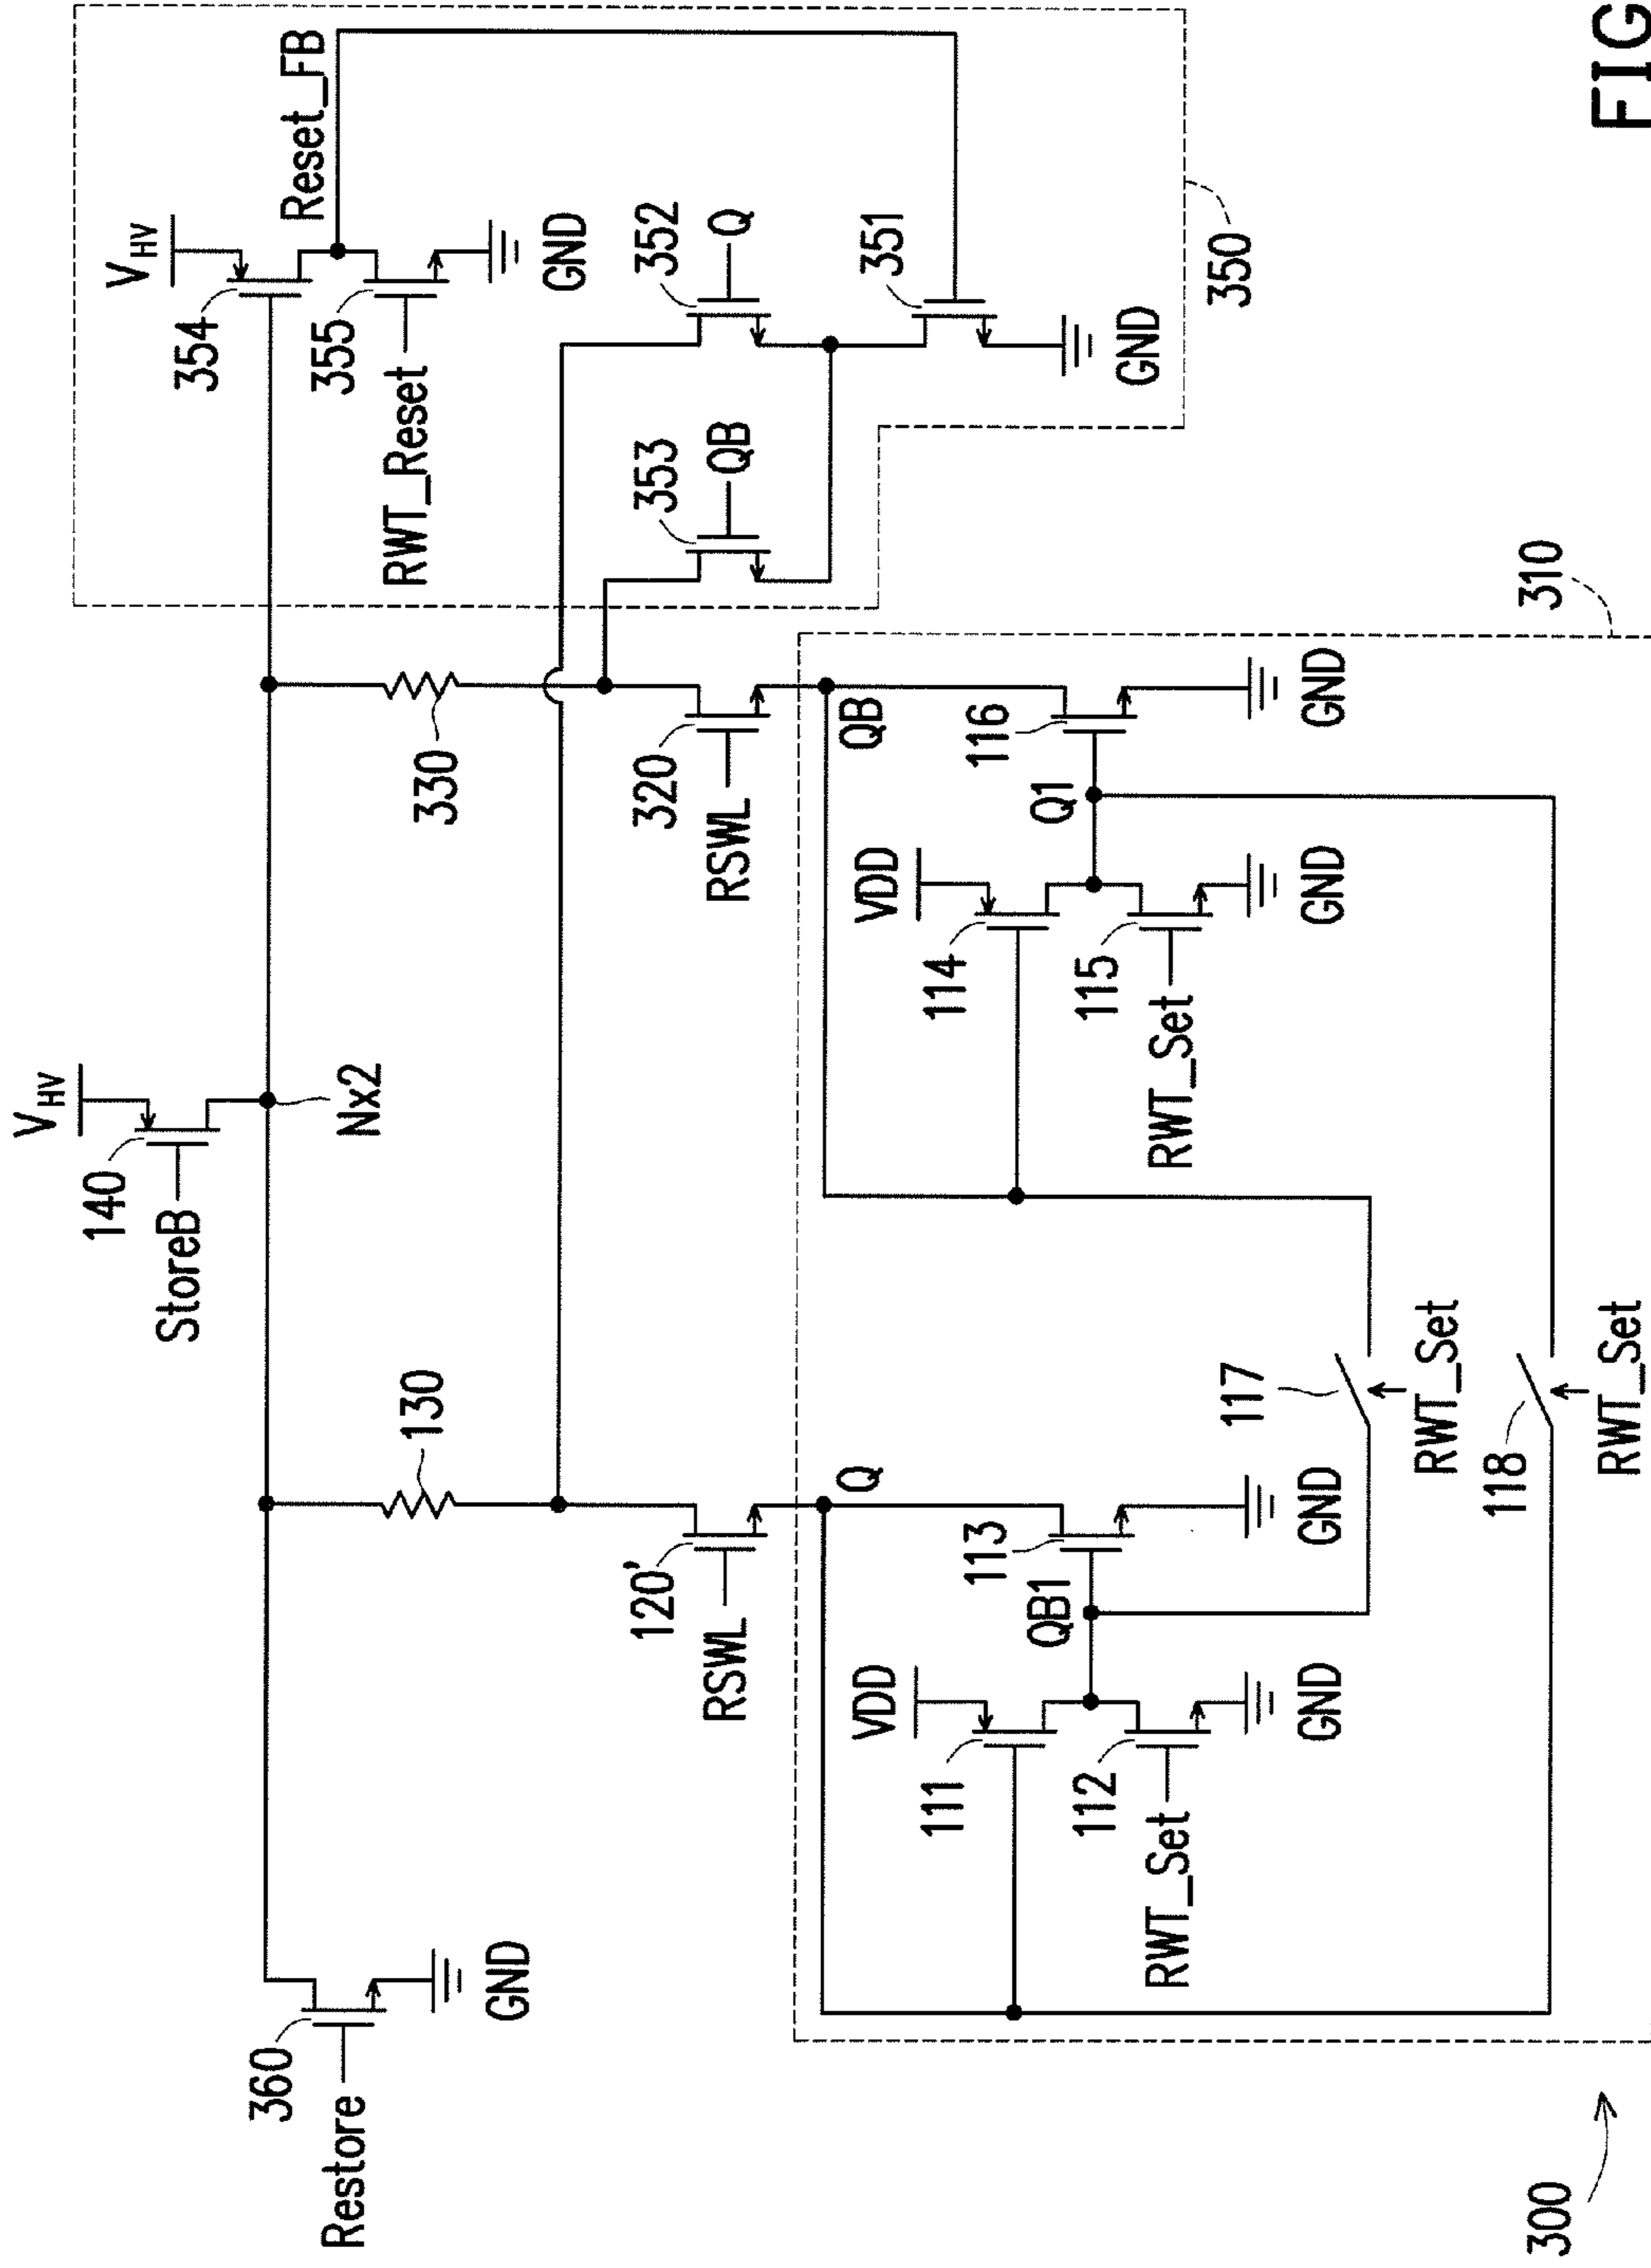 V_HV
140
StoreB
Nx2
V_HV
354
Reset_FB
355
RWT_Reset
GND
360
Restore
GND
130
330
353
QB
352
Q
351
GND
350
120'
RSWL
320
RSWL
Q
QB
310
VDD
111
QB1
113
112
RWT_Set
GND
GND
VDD
114
Q1
116
115
RWT_Set
GND
GND
117
RWT_Set
118
RWT_Set
300
FIG